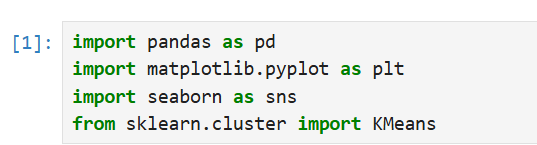 [1]: import pandas as pd
import matplotlib.pyplot as plt
import seaborn as sns
from sklearn.cluster import KMeans